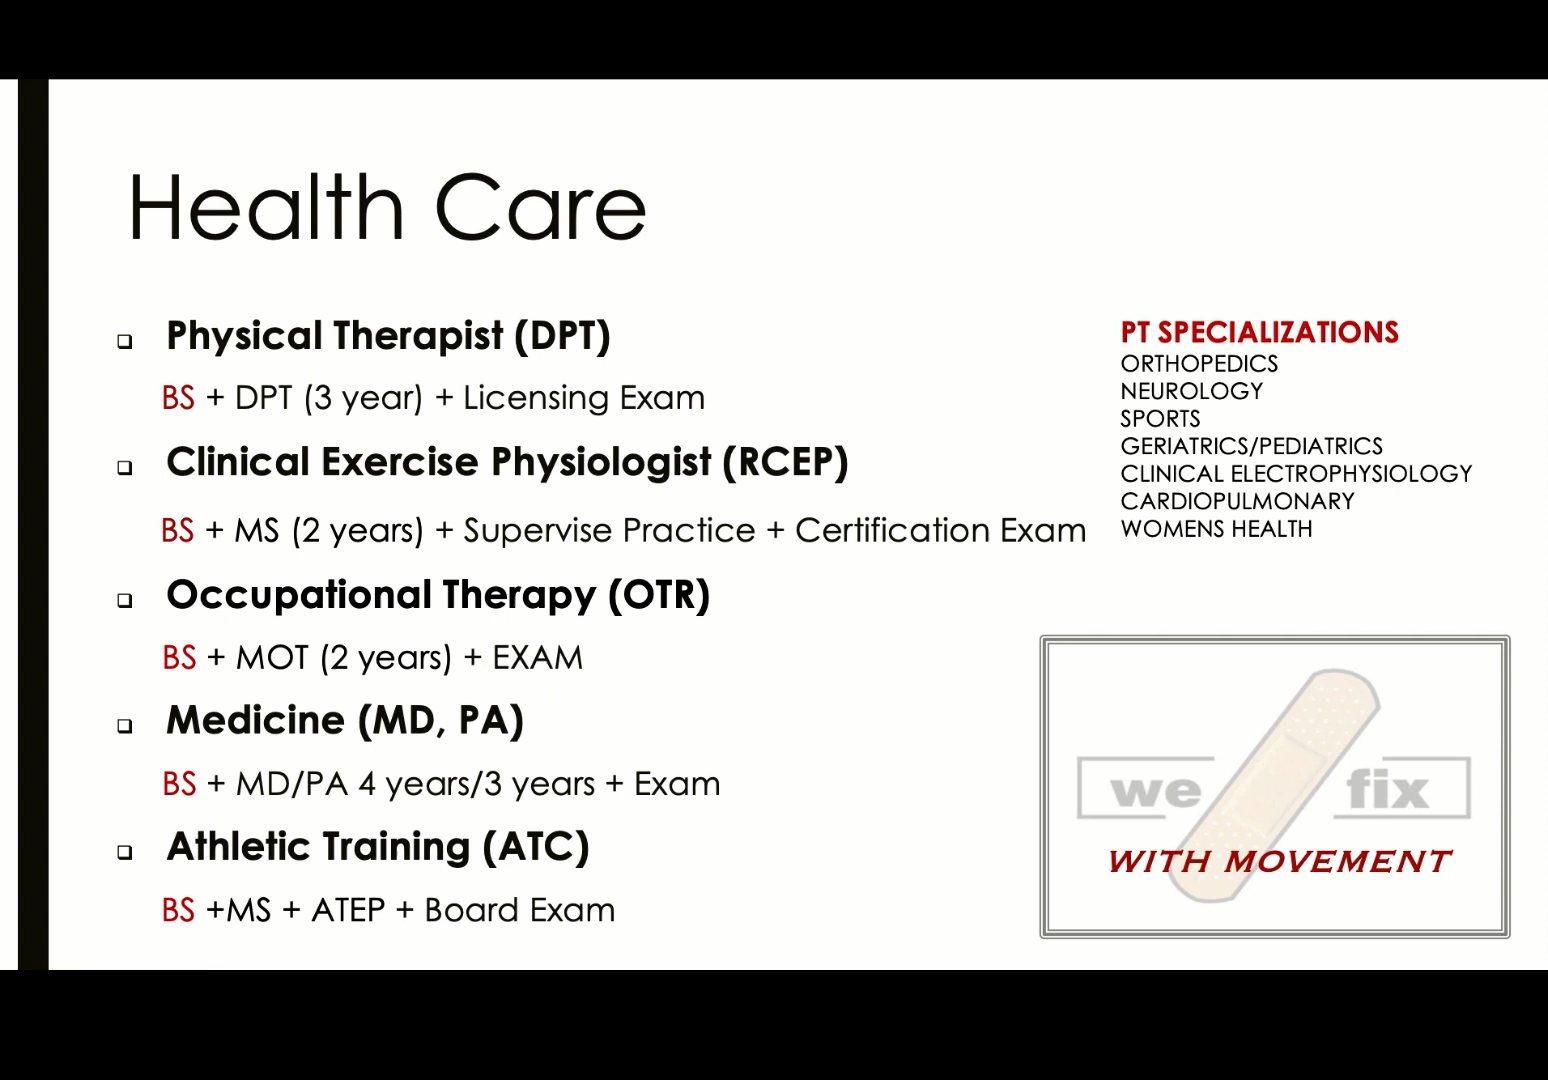 Health Care
Physical Therapist (DPT)
BS + DPT (3 year) + Licensing Exam
Clinical Exercise Physiologist (RCEP)
BS + MS (2 years) + Supervise Practice + Certification Exam
Occupational Therapy (OTR)
BS + MOT (2 years) + EXAM
Medicine (MD, PA)
BS + MD/PA 4 years/3 years + Exam
Athletic Training (ATC)
BS +MS + ATEP + Board Exam
PT SPECIALIZATIONS
ORTHOPEDICS
NEUROLOGY
SPORTS
GERIATRICS/PEDIATRICS
CLINICAL ELECTROPHYSIOLOGY
CARDIOPULMONARY
WOMENS HEALTH
we fix
WITH MOVEMENT